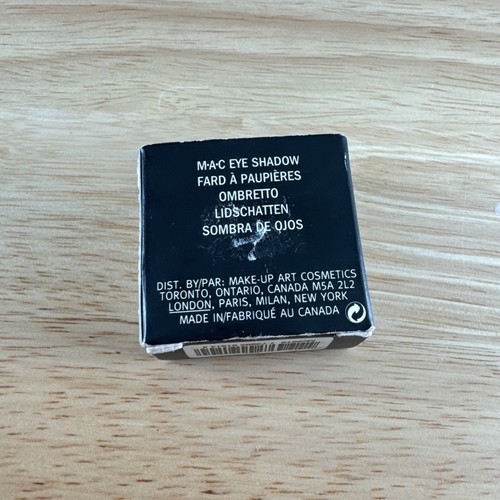 M·A·C EYE SHADOW
FARD À PAUPIÈRES
OMBRETTO
LIDSCHATTEN
SOMBRA DE OJOS
DIST. BY/PAR: MAKE-UP ART COSMETICS
TORONTO, ONTARIO, CANADA M5A 2L2
LONDON, PARIS, MILAN, NEW YORK
MADE IN/FABRIQUÉ AU CANADA